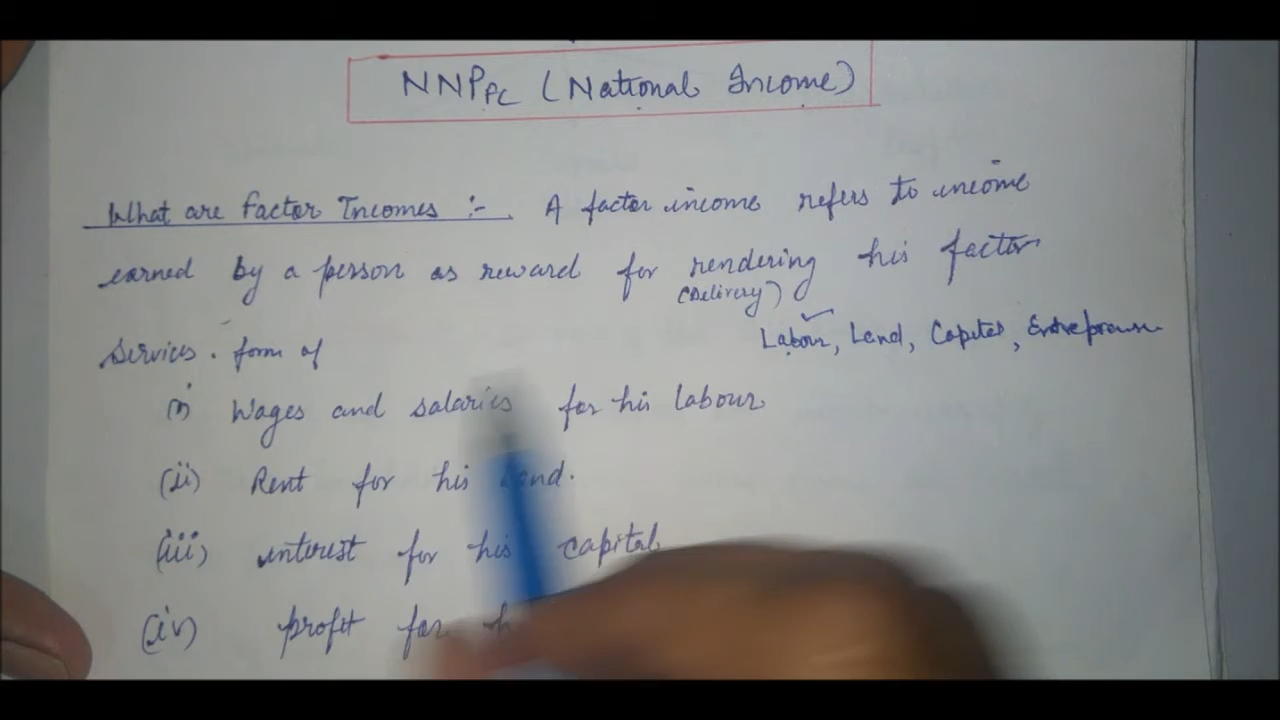 NNPFC (National Income)
What are Factor Incomes :- A factor income refers to income
earned by a person as reward for rendering his factor
(Delivery)
Labour, Land, Capital,
Services. form of
(i) Wages and salaries for his labour
(ii) Rent for his land.
(iii) interest for his capital
(iv) profit for